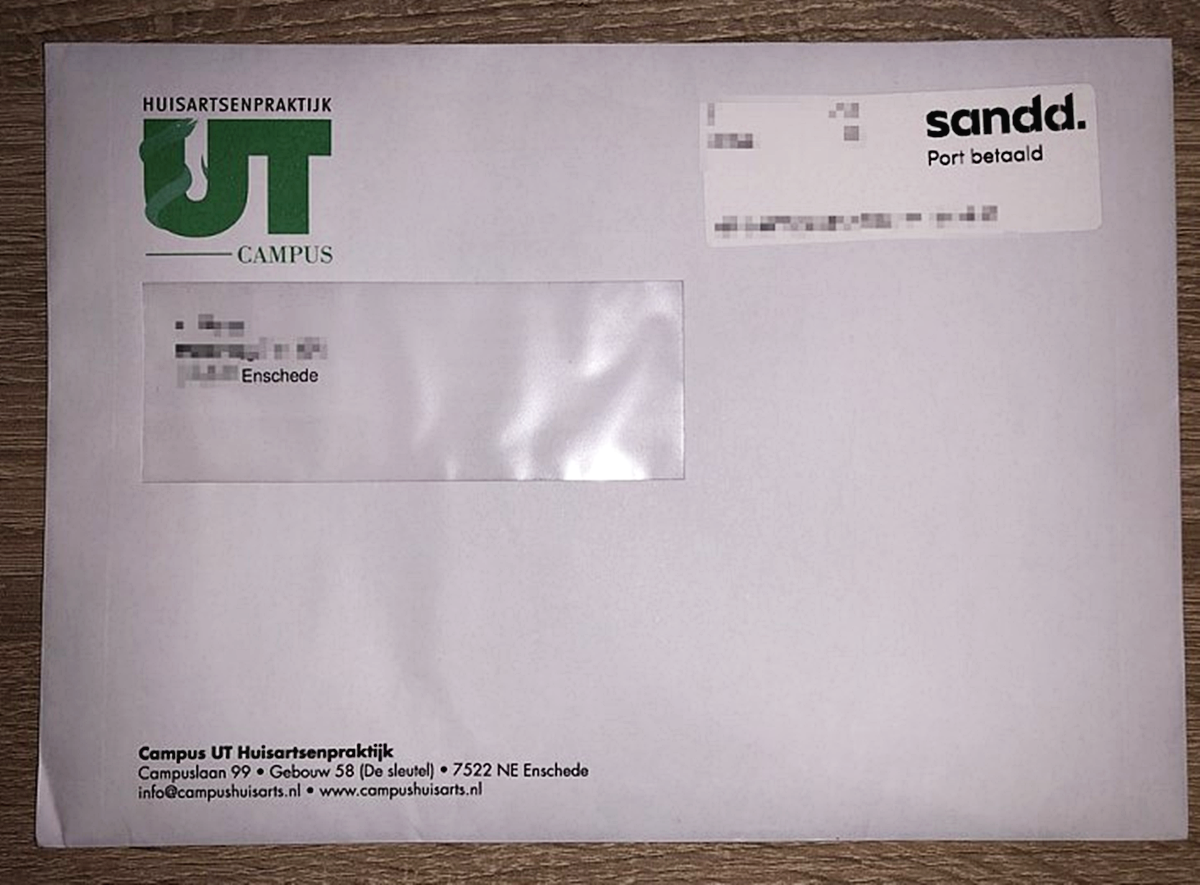 HUISARTSENPRAKTIJK
UT
CAMPUS
sandd.
Port betaald
Enschede
Campus UT Huisartsenpraktijk
Campuslaan 99 • Gebouw 58 (De sleutel) • 7522 NE Enschede
info@campushuisarts.nl • www.campushuisarts.nl